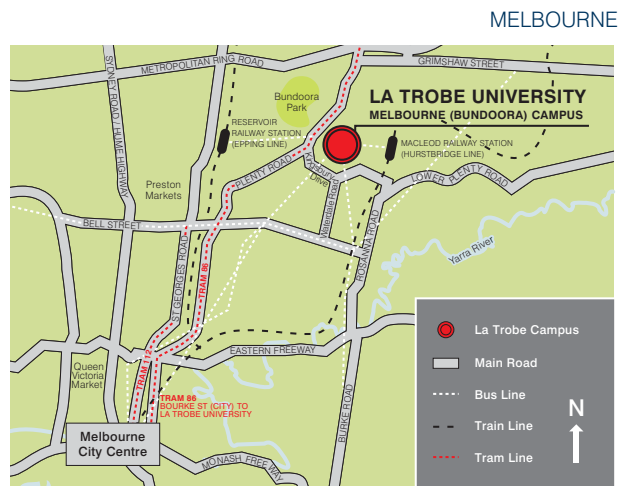 MELBOURNE
METROPOLITAN RING ROAD
GRIMSHAW STREET
SYDNEY ROAD / HUME HIGHWAY
Bundoora
Park
LA TROBE UNIVERSITY
MELBOURNE (BUNDOORA) CAMPUS
RESERVOIR
RAILWAY STATION
(EPPING LINE)
MACLEOD RAILWAY STATION
(HURSTBRIDGE LINE)
PLENTY ROAD
Kingsbury
Drive
LOWER PLENTY ROAD
Preston
Markets
Waterdale Road
BELL STREET
ST GEORGES ROAD
TRAM 86
ROSANNA ROAD
Yarra River
La Trobe Campus
EASTERN FREEWAY
TRAM 112
Main Road
Queen
Victoria
Market
Bus Line
TRAM 86
BOURKE ST (CITY) TO
LA TROBE UNIVERSITY
BURKE ROAD
N
Train Line
Melbourne
City Centre
Tram Line
MONASH FREEWAY